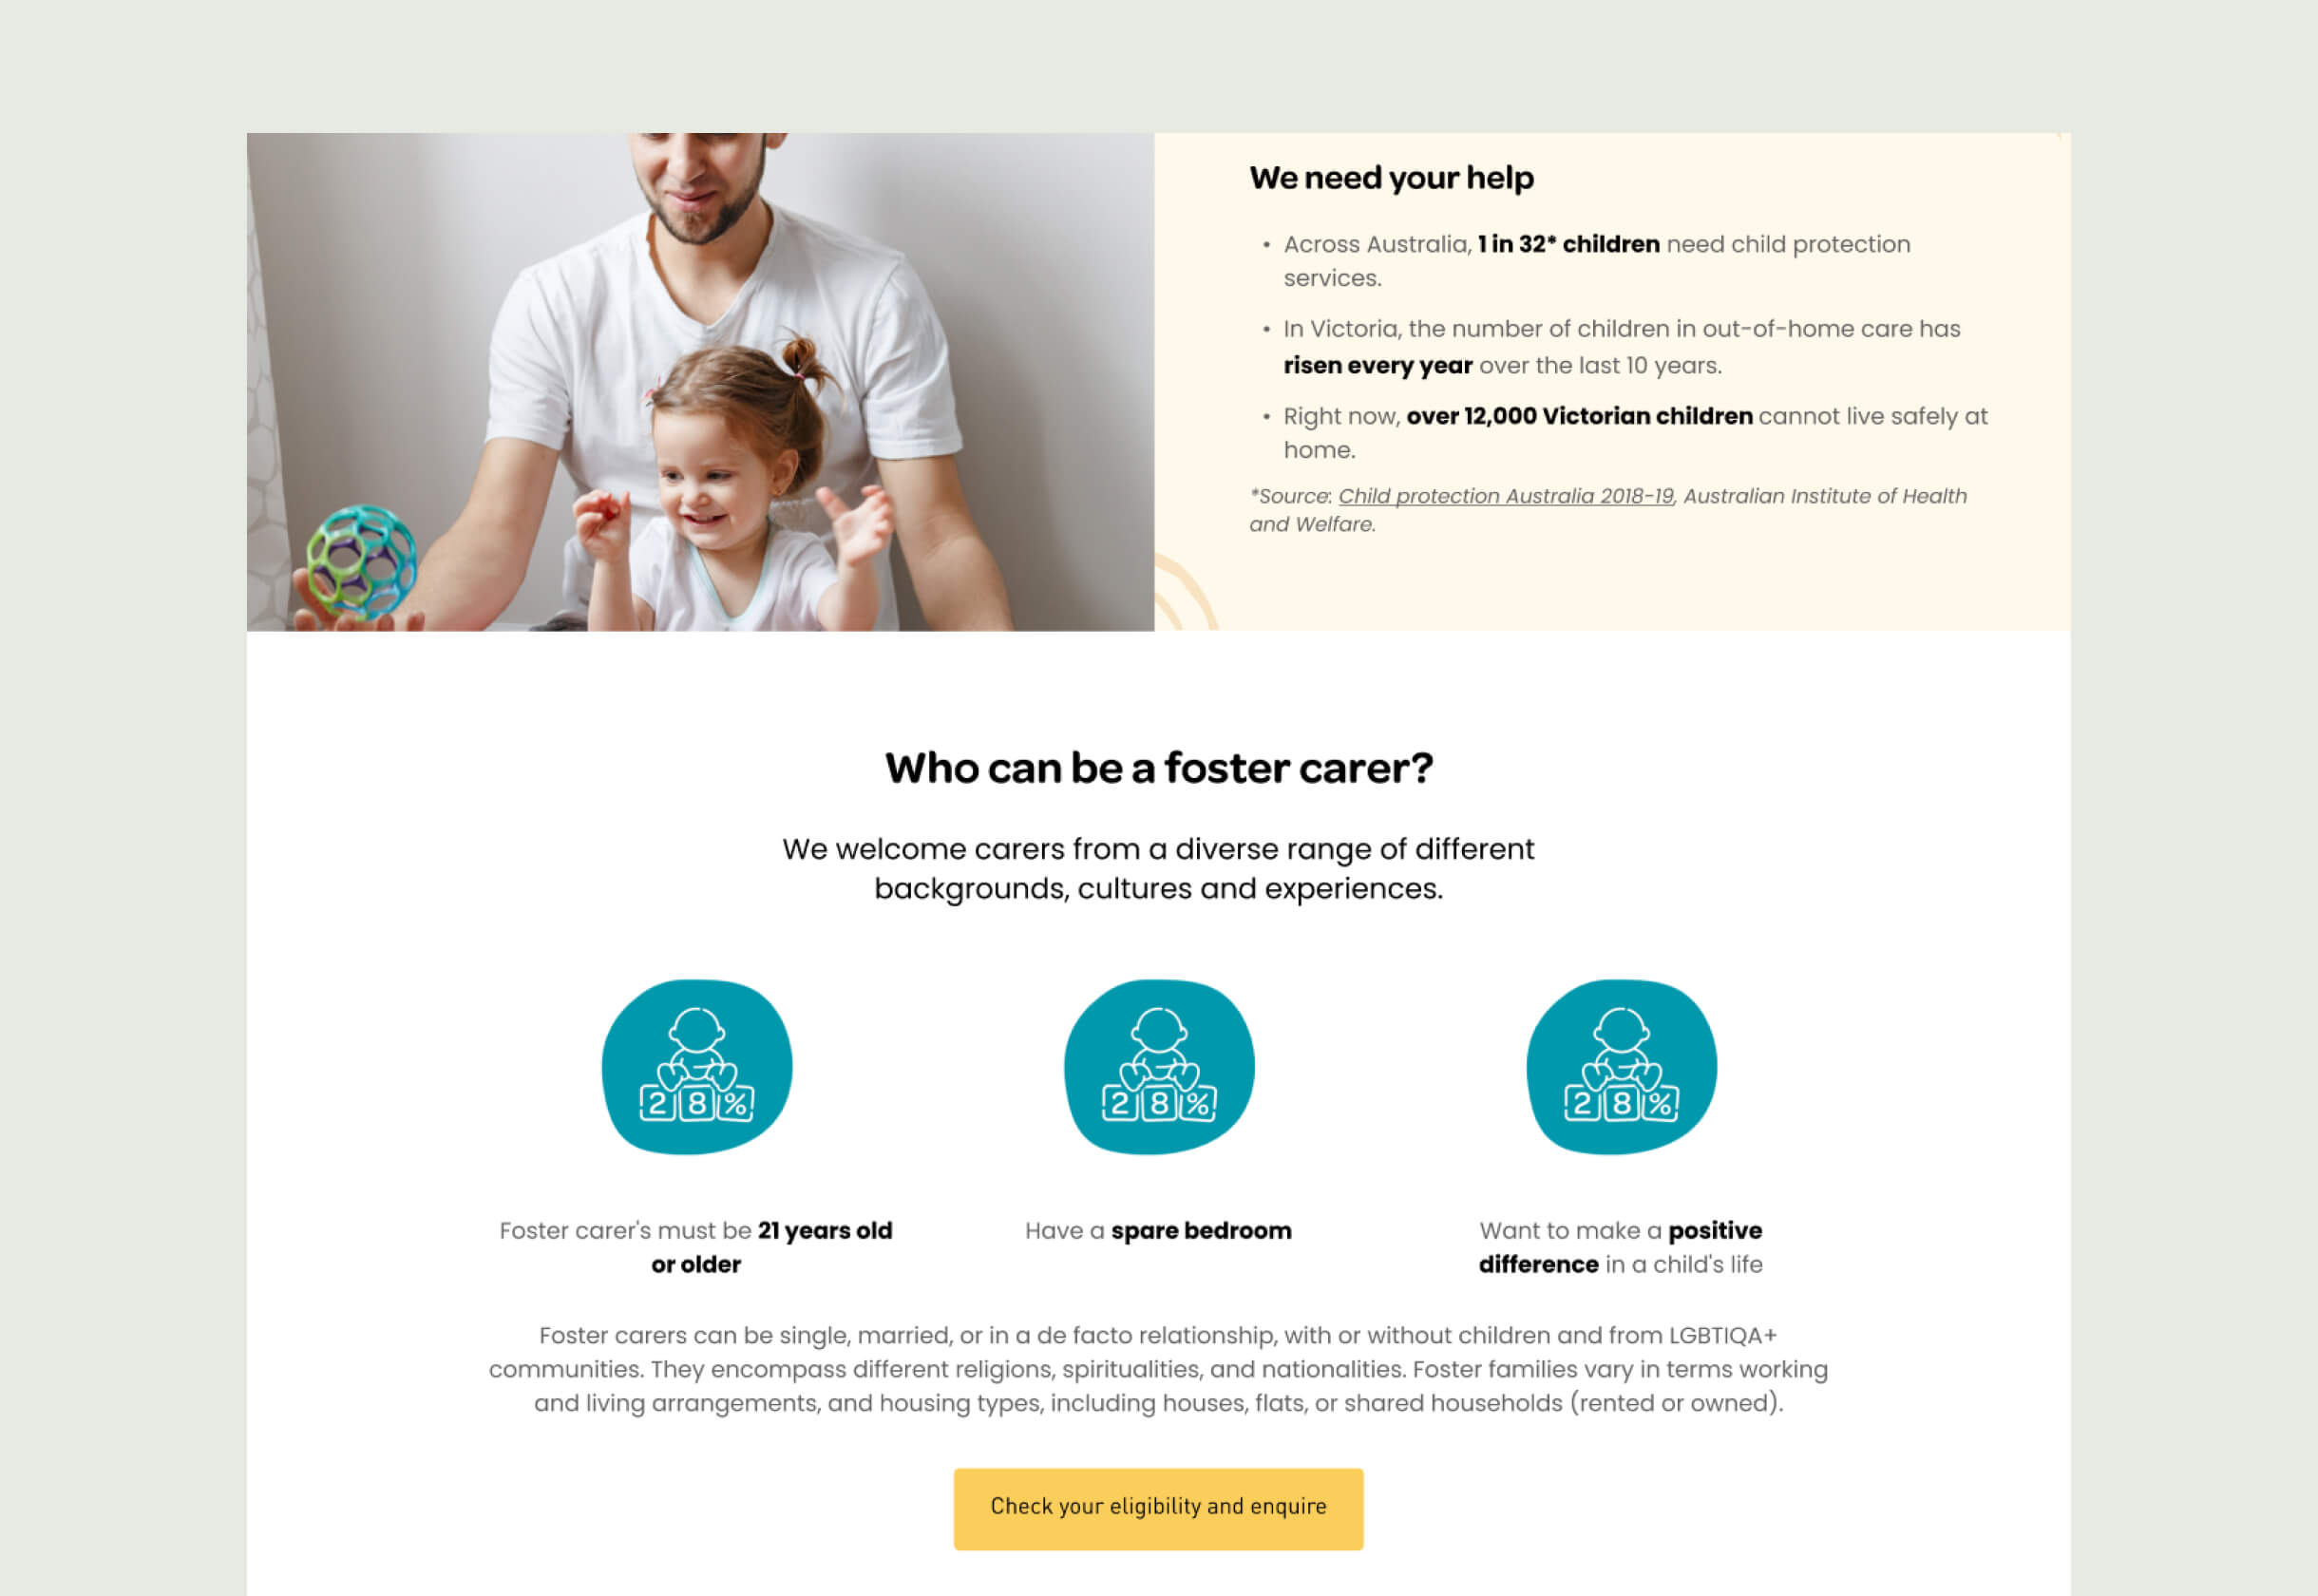 We need your help
• Across Australia, 1 in 32* children need child protection
services.
• In Victoria, the number of children in out-of-home care has
risen every year over the last 10 years.
• Right now, over 12,000 Victorian children cannot live safely at
home.
*Source: Child protection Australia 2018-19, Australian Institute of Health
and Welfare.
Who can be a foster carer?
We welcome carers from a diverse range of different
backgrounds, cultures and experiences.
2 8 %
2 8 %
2 8 %
Foster carer's must be 21 years old
or older
Have a spare bedroom
Want to make a positive
difference in a child's life
Foster carers can be single, married, or in a de facto relationship, with or without children and from LGBTIQA+
communities. They encompass different religions, spiritualities, and nationalities. Foster families vary in terms working
and living arrangements, and housing types, including houses, flats, or shared households (rented or owned).
Check your eligibility and enquire